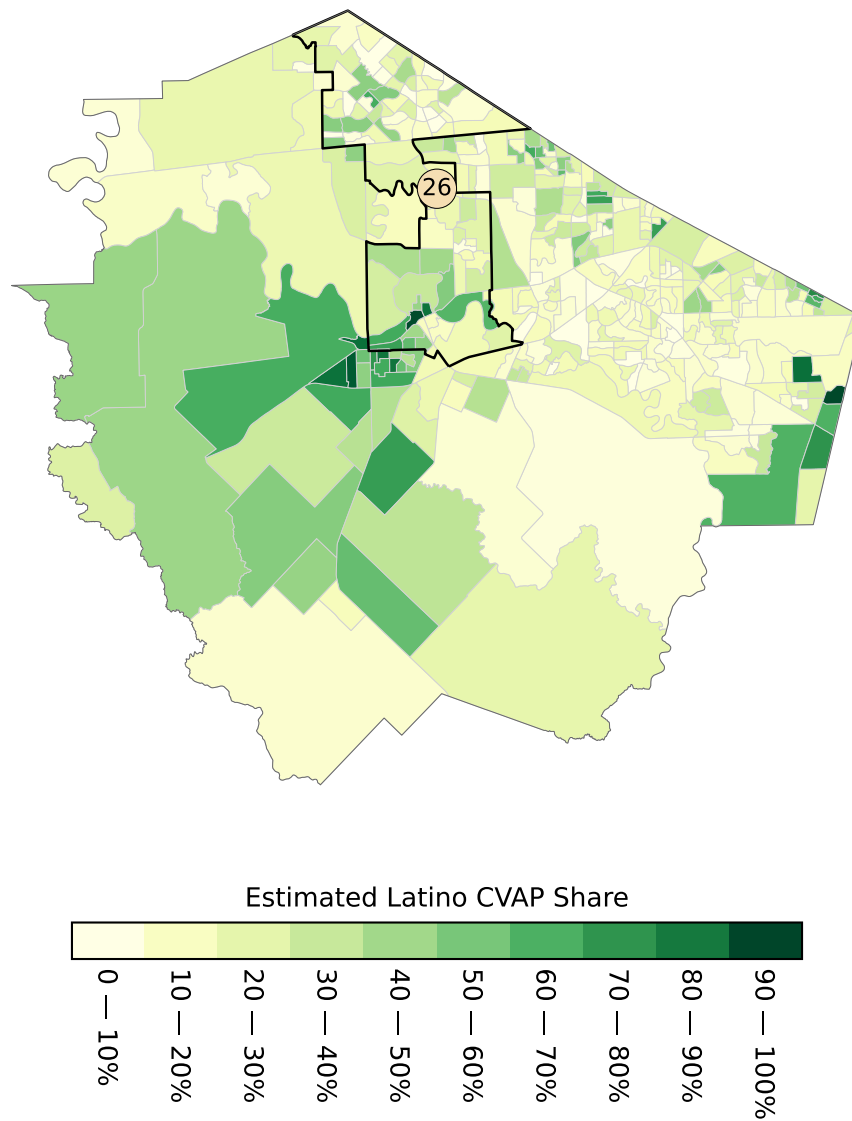 26
Estimated Latino CVAP Share
0 — 10%
10 — 20%
20 — 30%
30 — 40%
40 — 50%
50 — 60%
60 — 70%
70 — 80%
80 — 90%
90 — 100%